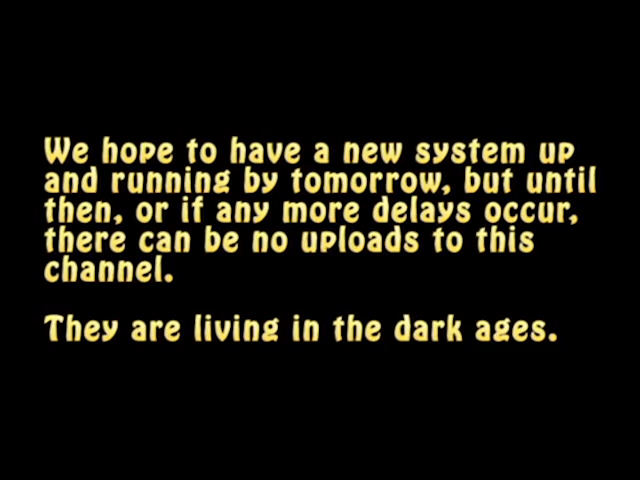 We hope to have a new system up
and running by tomorrow, but until
then, or if any more delays occur,
there can be no uploads to this
channel.
They are living in the dark ages.